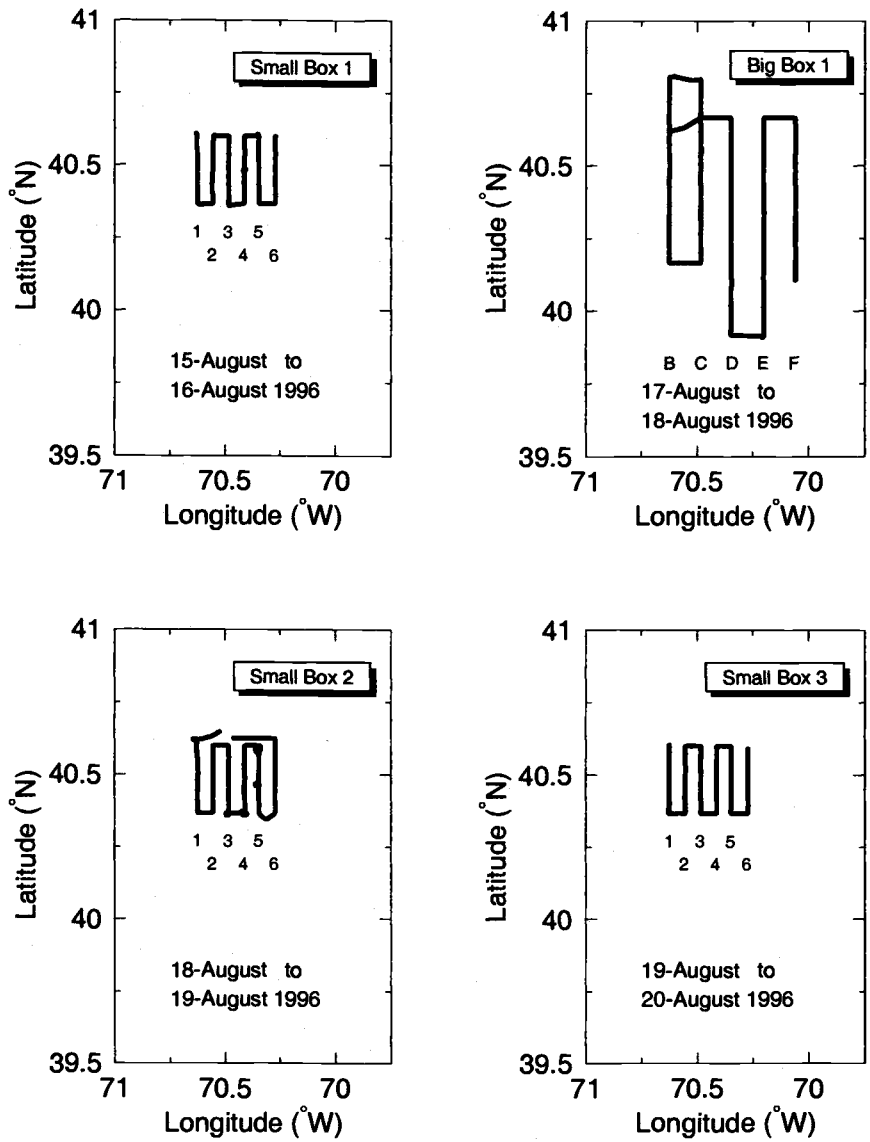 41
40.5
40
39.5
Latitude (°N)
Small Box 1
1 3 5
2 4 6
15-August to
16-August 1996
71 70.5 70
Longitude (°W)
41
40.5
40
39.5
Latitude (°N)
Big Box 1
B C D E F
17-August to
18-August 1996
71 70.5 70
Longitude (°W)
41
40.5
40
39.5
Latitude (°N)
Small Box 2
1 3 5
2 4 6
18-August to
19-August 1996
71 70.5 70
Longitude (°W)
41
40.5
40
39.5
Latitude (°N)
Small Box 3
1 3 5
2 4 6
19-August to
20-August 1996
71 70.5 70
Longitude (°W)